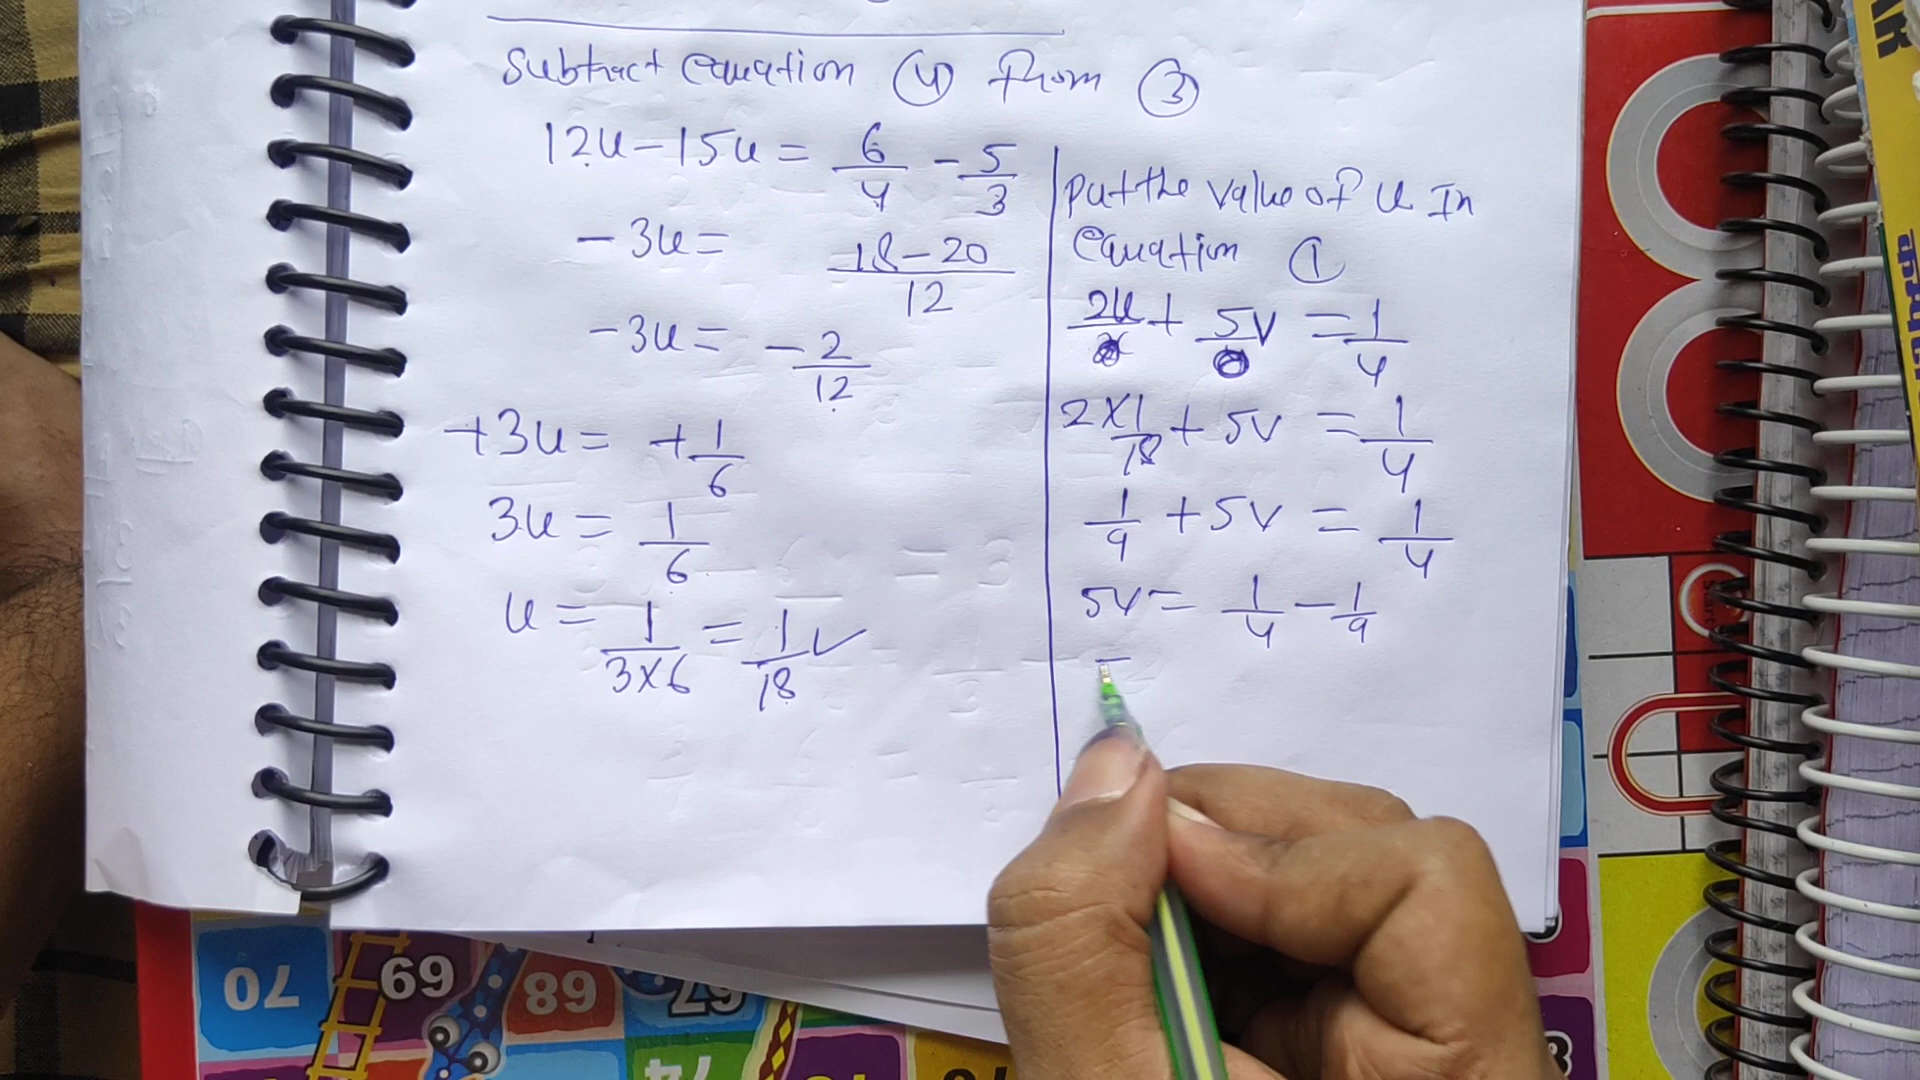 Subtract equation ④ from ③
12u - 15u = 6/4 - 5/3
-3u = 18-20/12
-3u = -2/12
+3u = +1/6
3u = 1/6
u = 1/3×6 = 1/18 ✓
put the value of u In
equation ①
2u + 5v = 1/4
2×1/18 + 5v = 1/4
1/9 + 5v = 1/4
5v = 1/4 - 1/9
70
69
68
67
74